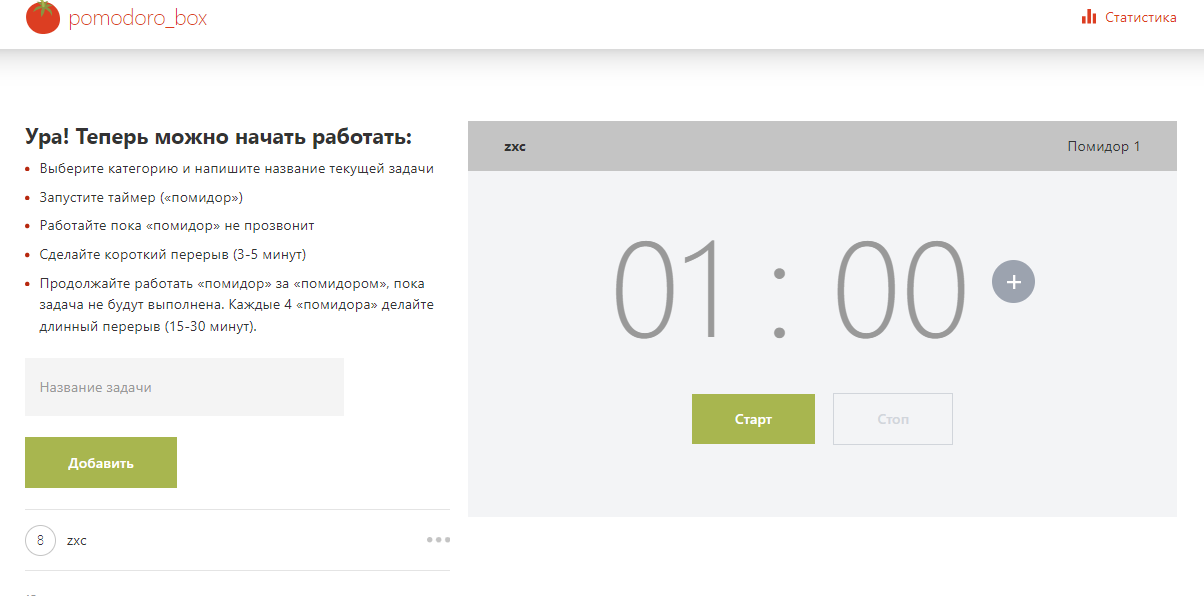 pomodoro_box
Статистика
Ура! Теперь можно начать работать:
Выберите категорию и напишите название текущей задачи
Запустите таймер («помидор»)
Работайте пока «помидор» не прозвонит
Сделайте короткий перерыв (3-5 минут)
Продолжайте работать «помидор» за «помидором», пока
задача не будут выполнена. Каждые 4 «помидора» делайте
длинный перерыв (15-30 минут).
Название задачи
Добавить
8 zxc
zxc
Помидор 1
01 : 00
+
Старт
Стоп